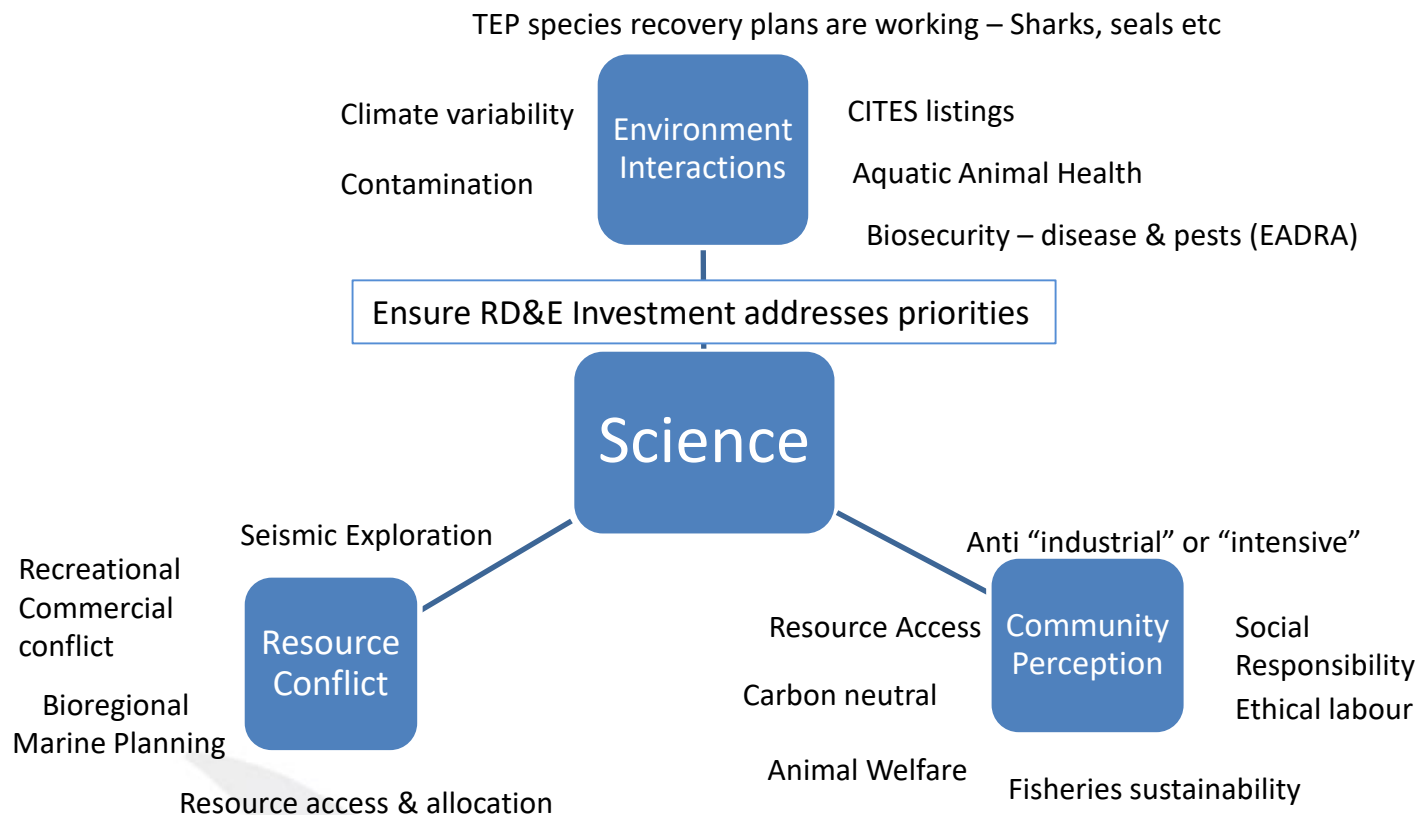 TEP species recovery plans are working – Sharks, seals etc
Climate variability
Contamination
Environment
Interactions
CITES listings
Aquatic Animal Health
Biosecurity – disease & pests (EADRA)
Ensure RD&E Investment addresses priorities
Science
Seismic Exploration
Recreational
Commercial
conflict
Resource
Conflict
Bioregional
Marine Planning
Resource access & allocation
Anti “industrial” or “intensive”
Resource Access
Community
Perception
Social
Responsibility
Carbon neutral
Ethical labour
Animal Welfare
Fisheries sustainability